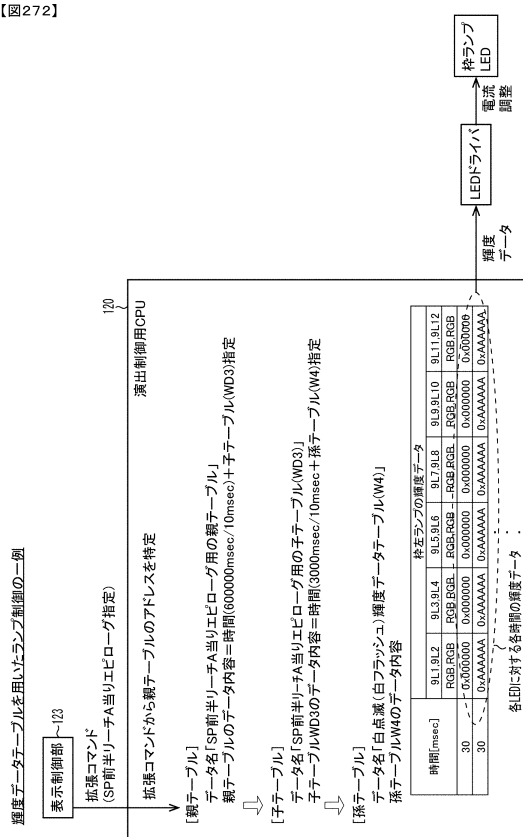 【図272】
輝度データテーブルを用いたランプ制御の一例
表示制御部
123
拡張コマンド
(SP前半リーチA当りエピローグ指定)
120
演出制御用CPU
拡張コマンドから親テーブルのアドレスを特定
[親テーブル]
データ名「SP前半リーチA当りエピローグ用の親テーブル」
親テーブルのデータ内容=時間(600000msec/10msec)+子テーブル(WD3)指定
[子テーブル]
データ名「SP前半リーチA当りエピローグ用の子テーブル(WD3)」
子テーブルWD3のデータ内容=時間(3000msec/10msec+孫テーブル(W4)指定
[孫テーブル]
データ名「白点滅(白フラッシュ)輝度データテーブル(W4)」
孫テーブルW4のデータ内容
枠左ランプの輝度データ
時間[msec] 9L1,9L2 9L3,9L4 9L5,9L6 9L7,9L8 9L9,9L10 9L11,9L12
RGB,RGB RGB,RGB RGB,RGB RGB,RGB RGB,RGB RGB,RGB
30 0x000000 0x000000 0x000000 0x000000 0x000000 0x000000
30 0xAAAAAA 0xAAAAAA 0xAAAAAA 0xAAAAAA 0xAAAAAA 0xAAAAAA
各LEDに対する各時間の輝度データ
輝度
データ
LEDドライバ
電流
調整
枠ランプ
LED